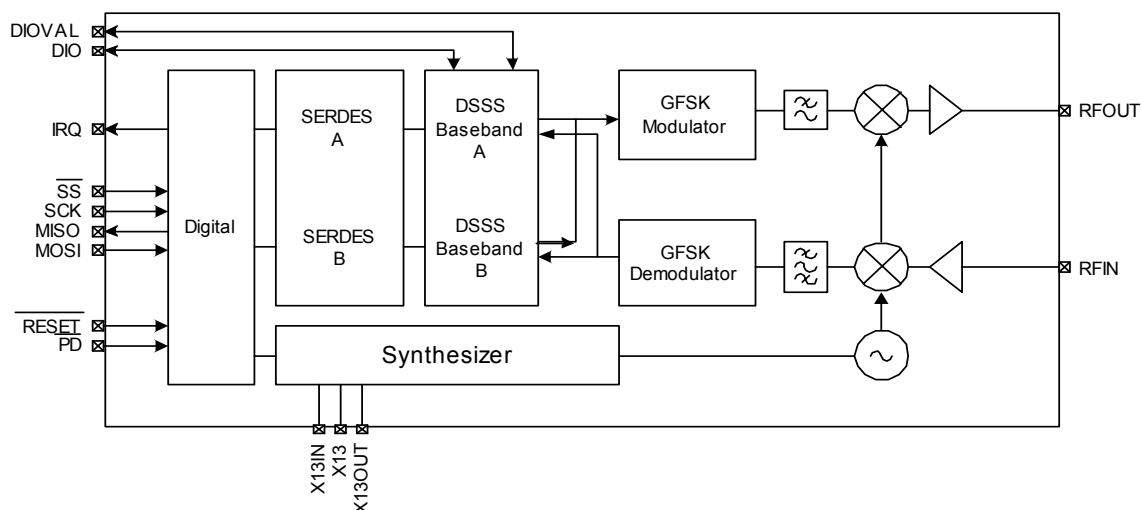 DIOVAL
DIO
IRQ
SS
SCK
MISO
MOSI
RESET
PD
Digital
SERDES
A
SERDES
B
DSSS
Baseband
A
DSSS
Baseband
B
GFSK
Modulator
GFSK
Demodulator
Synthesizer
RFOUT
RFIN
X13IN
X13
X13OUT